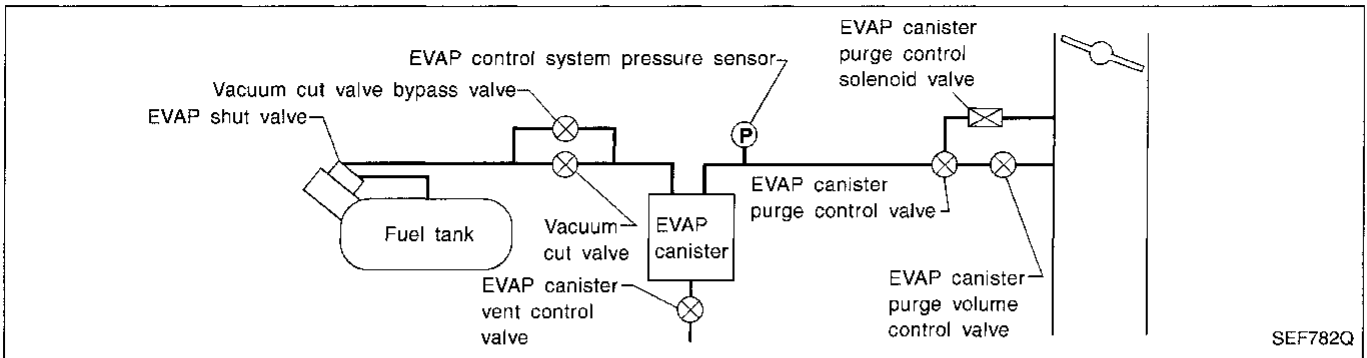 EVAP canister
purge control
solenoid valve
EVAP control system pressure sensor
Vacuum cut valve bypass valve
EVAP shut valve
P
EVAP canister
purge control valve
Fuel tank
Vacuum
cut valve
EVAP
canister
EVAP canister
vent control
valve
EVAP canister
purge volume
control valve
SEF782Q